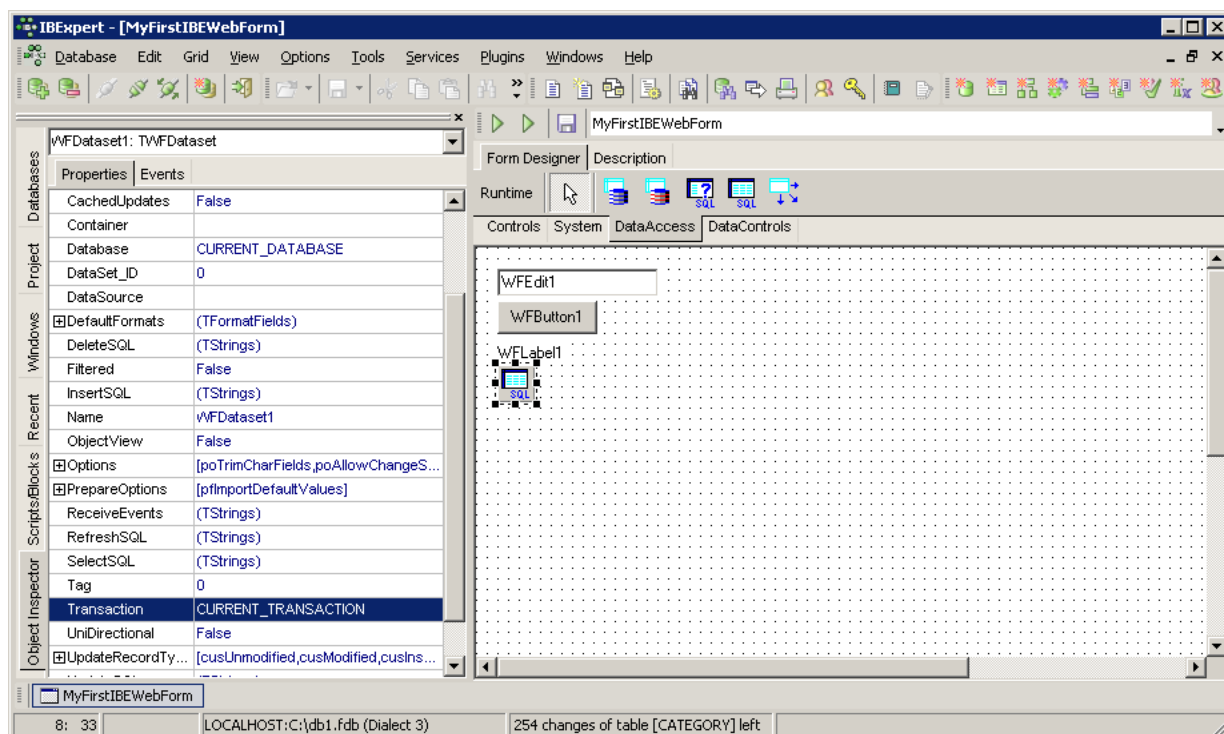 IBExpert - [MyFirstIBEWebForm]
Database Edit Grid View Options Tools Services Plugins Windows Help
MyFirstIBEWebForm
WFDataset1: TWFDataset
Form Designer Description
Properties Events
Runtime
SQL SQL
Controls System DataAccess DataControls
CachedUpdates False
Container
Database CURRENT_DATABASE
DataSet_ID 0
DataSource
DefaultFormats (TFormatFields)
DeleteSQL (TStrings)
Filtered False
InsertSQL (TStrings)
Name WFDataset1
ObjectView False
Options [poTrimCharFields,poAllowChangeS...
PrepareOptions [pfImportDefaultValues]
ReceiveEvents (TStrings)
RefreshSQL (TStrings)
SelectSQL (TStrings)
Tag 0
Transaction CURRENT_TRANSACTION
UniDirectional False
UpdateRecordTy... [cusUnmodified,cusModified,cusIns...
Databases
Project
Windows
Recent
Scripts/Blocks
Object Inspector
WFEdit1
WFButton1
WFLabel1
SQL
MyFirstIBEWebForm
8: 33 LOCALHOST:C:\db1.fdb (Dialect 3) 254 changes of table [CATEGORY] left